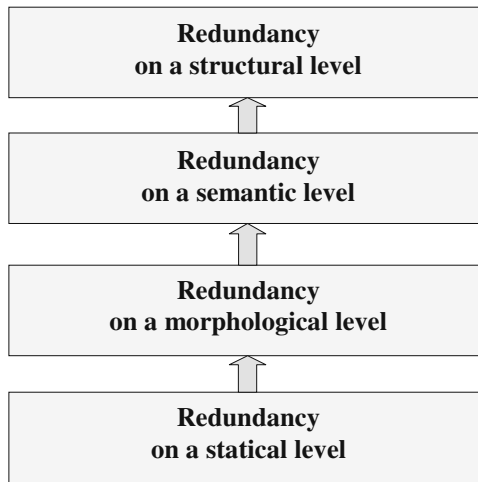 Redundancy
on a structural level
Redundancy
on a semantic level
Redundancy
on a morphological level
Redundancy
on a statical level